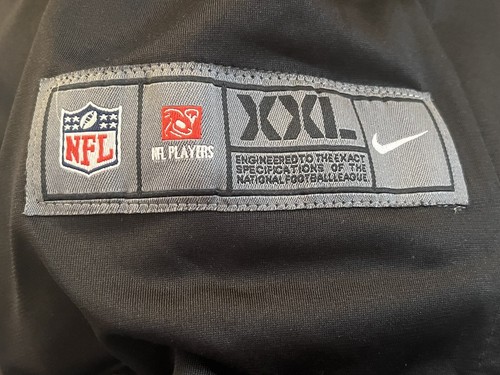 NFL
NFL PLAYERS
XXL
ENGINEERED TO THE EXACT
SPECIFICATIONS OF THE
NATIONAL FOOTBALL LEAGUE